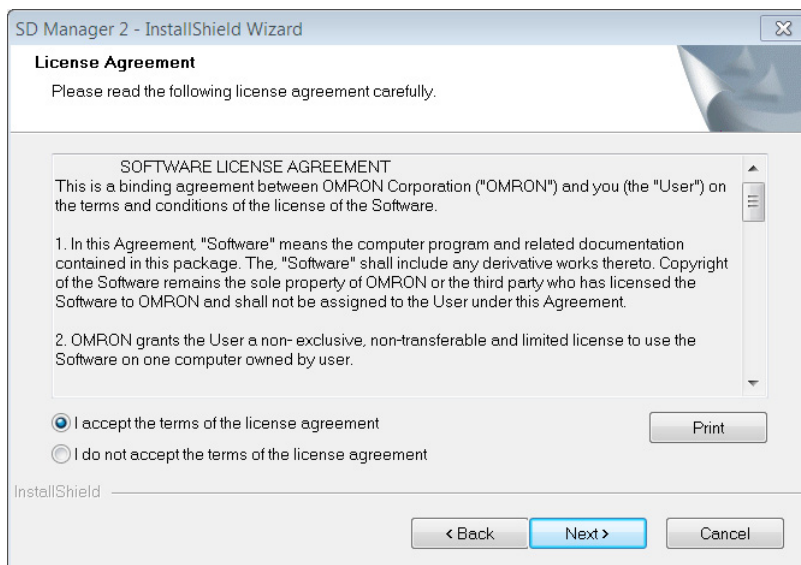 SD Manager 2 - InstallShield Wizard
License Agreement
Please read the following license agreement carefully.
SOFTWARE LICENSE AGREEMENT
This is a binding agreement between OMRON Corporation ("OMRON") and you (the "User") on
the terms and conditions of the license of the Software.
1. In this Agreement, "Software" means the computer program and related documentation
contained in this package. The, "Software" shall include any derivative works thereto. Copyright
of the Software remains the sole property of OMRON or the third party who has licensed the
Software to OMRON and shall not be assigned to the User under this Agreement.
2. OMRON grants the User a non- exclusive, non-transferable and limited license to use the
Software on one computer owned by user.
I accept the terms of the license agreement
Print
I do not accept the terms of the license agreement
InstallShield
< Back
Next >
Cancel